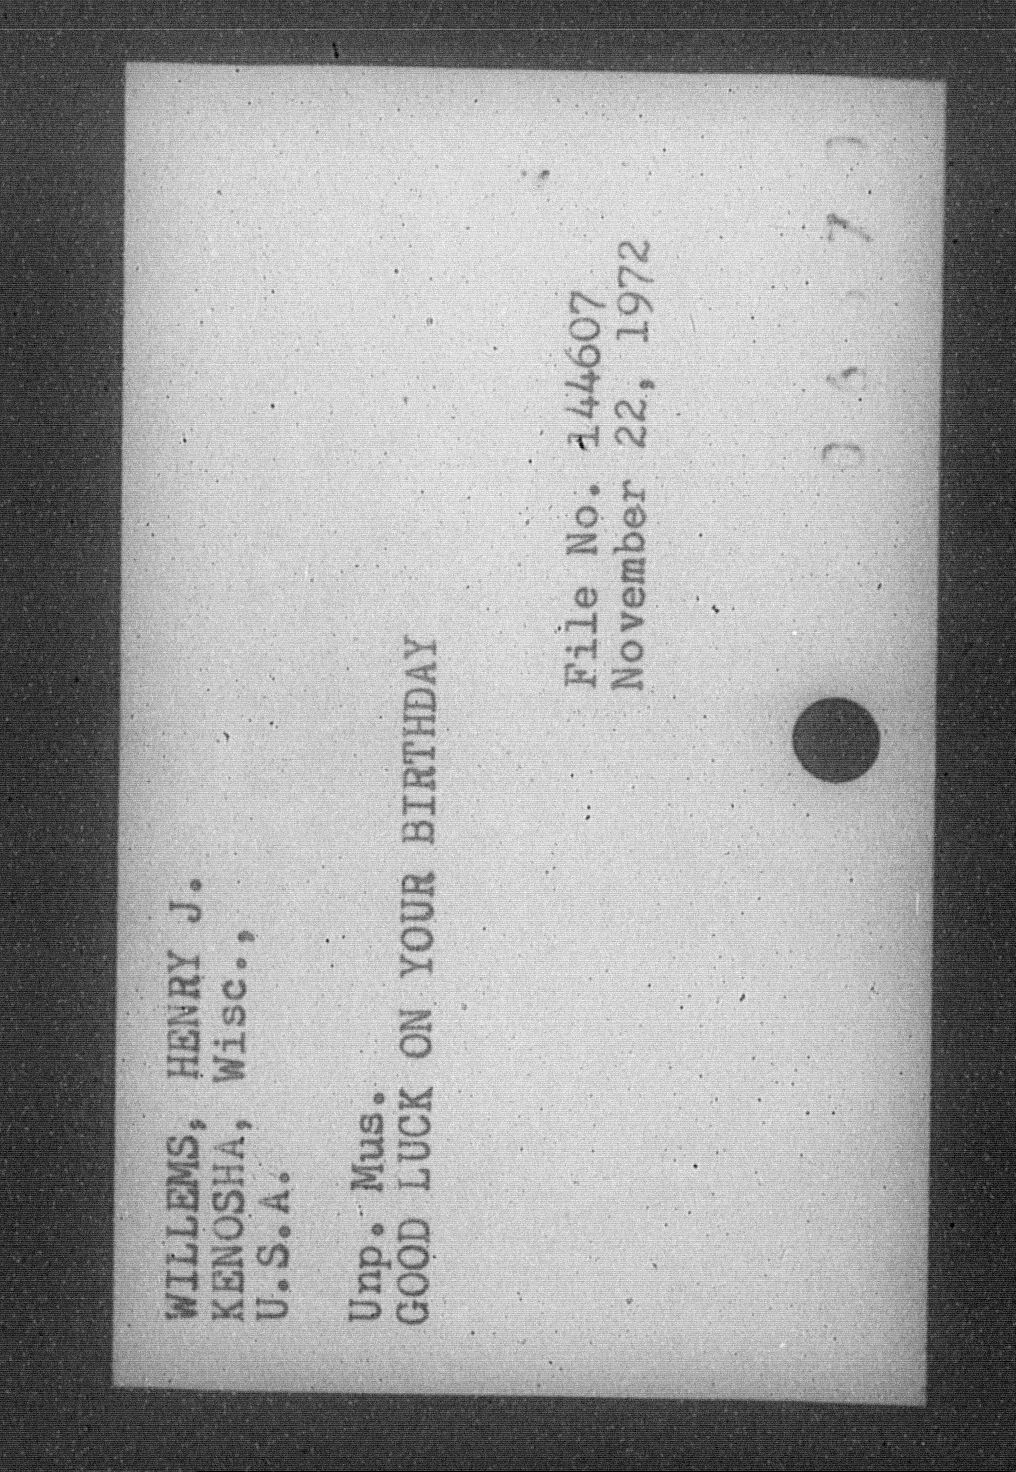 WILLEMS, HENRY J.
KENOSHA, Wisc.,
U.S.A.
Unp. Mus.
GOOD LUCK ON YOUR BIRTHDAY
File No. 144607
November 22, 1972